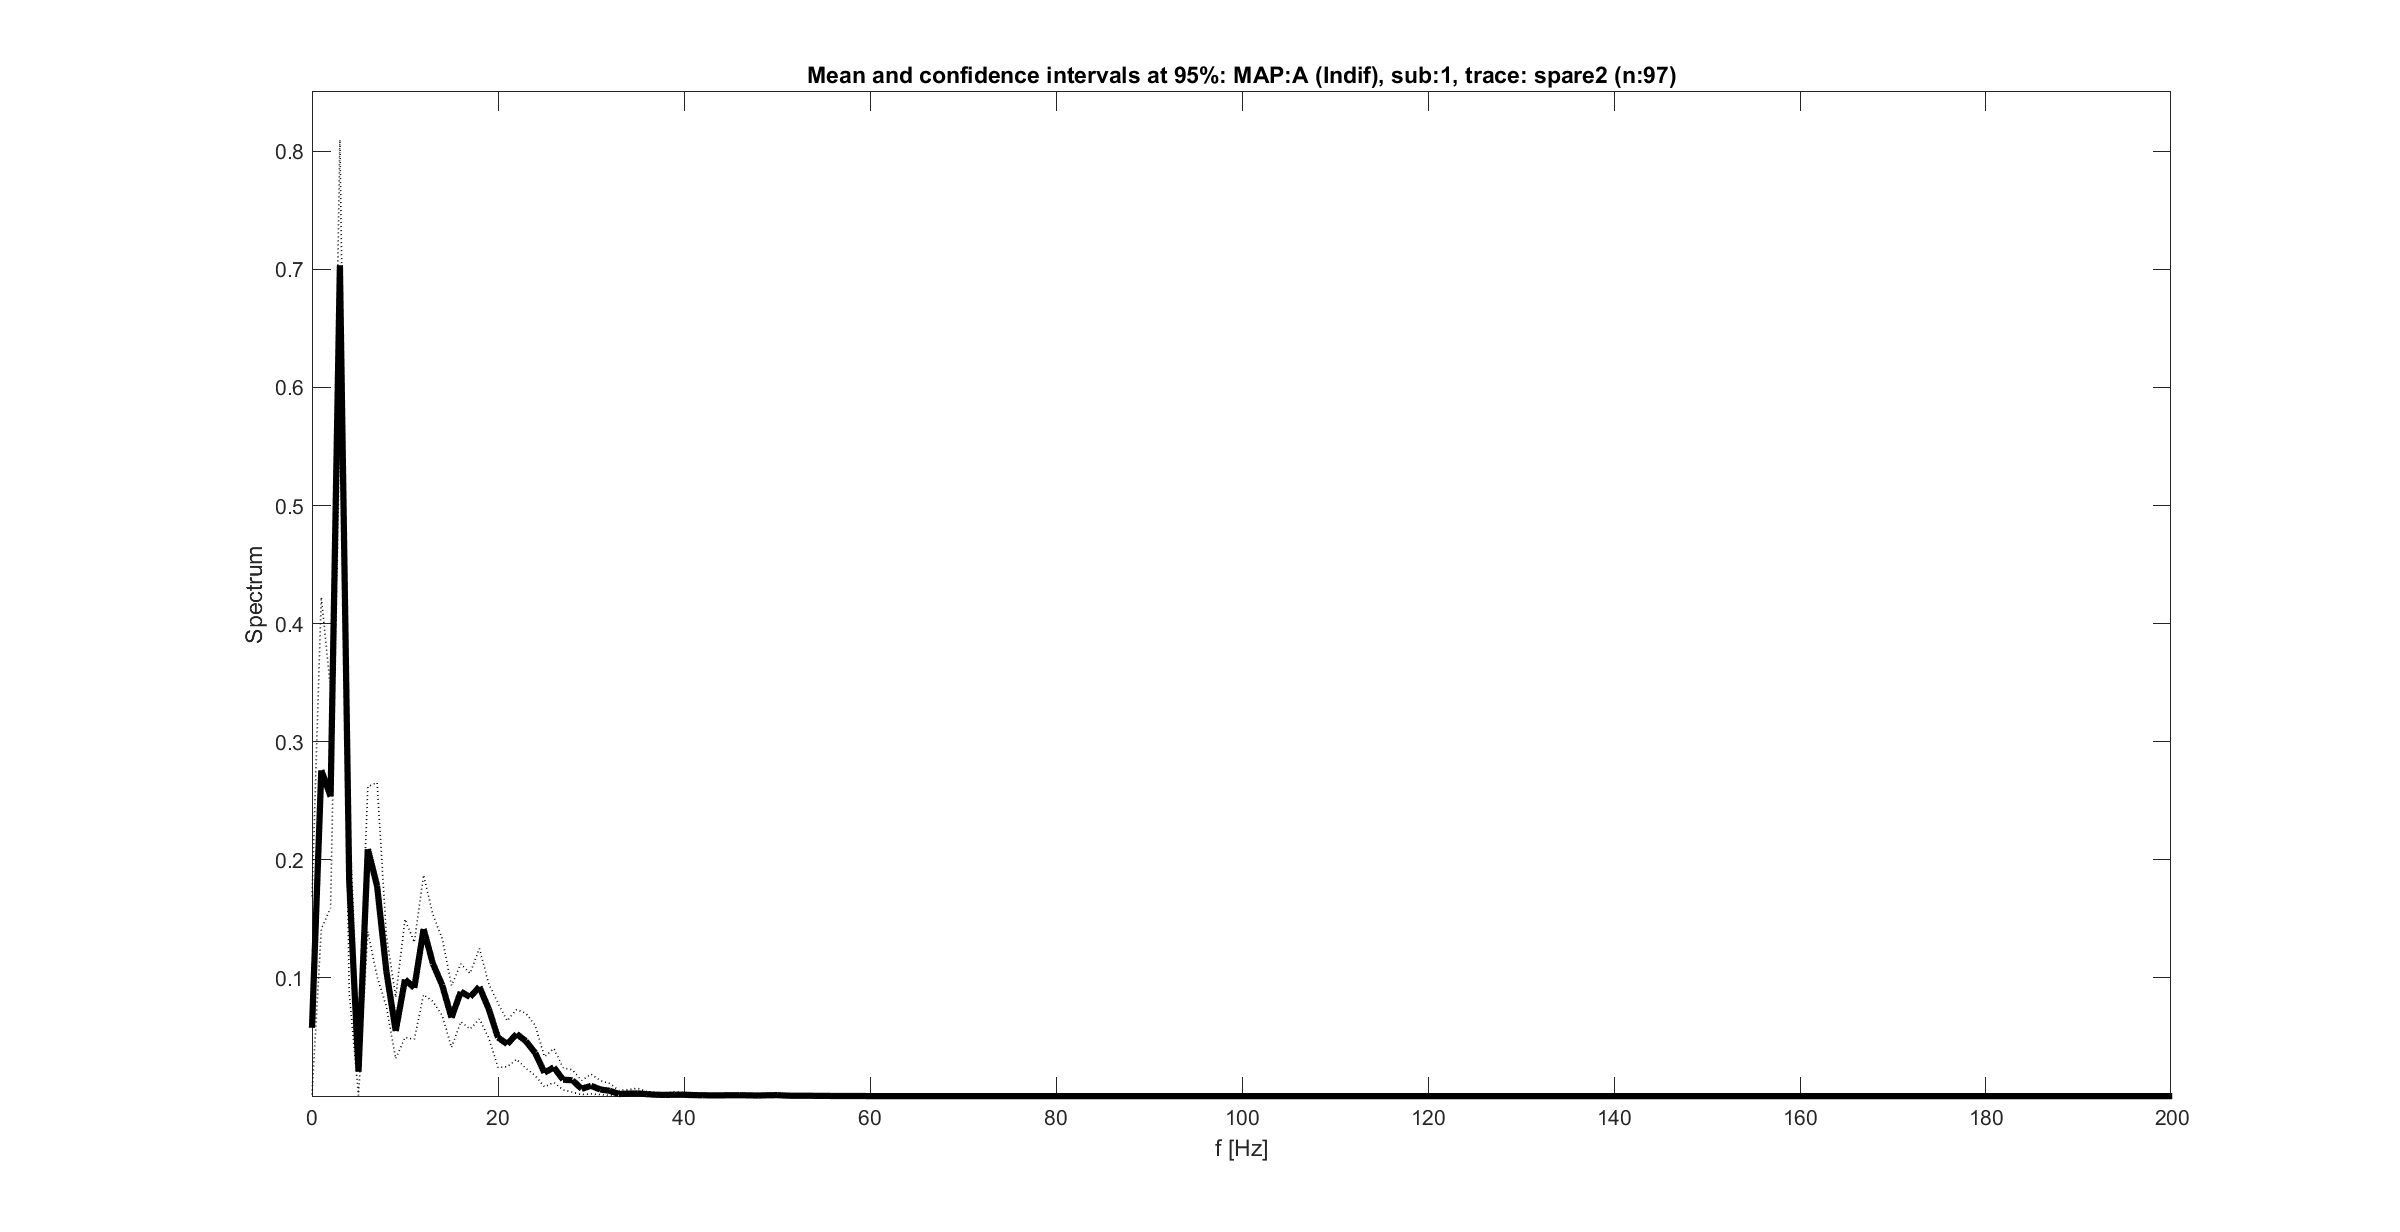 Mean and confidence intervals at 95%: MAP:A (Indif), sub:1, trace: spare2 (n:97)
0.8
0.7
0.6
0.5
0.4
0.3
0.2
0.1
Spectrum
0 20 40 60 80 100 120 140 160 180 200
f [Hz]